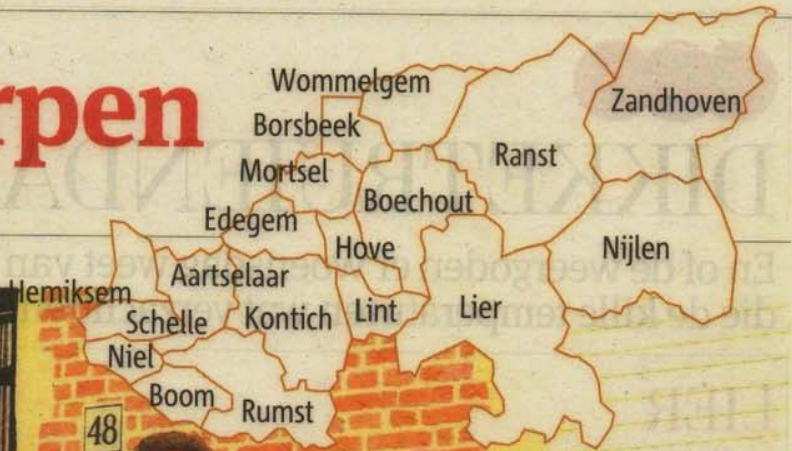 rpen
Wommelgem
Zandhoven
Borsbeek
Ranst
Mortsel
Boechout
Edegem
Hove
Nijlen
Aartselaar
Hemiksem
Schelle
Kontich
Lint
Lier
Niel
Boom
Rumst
48